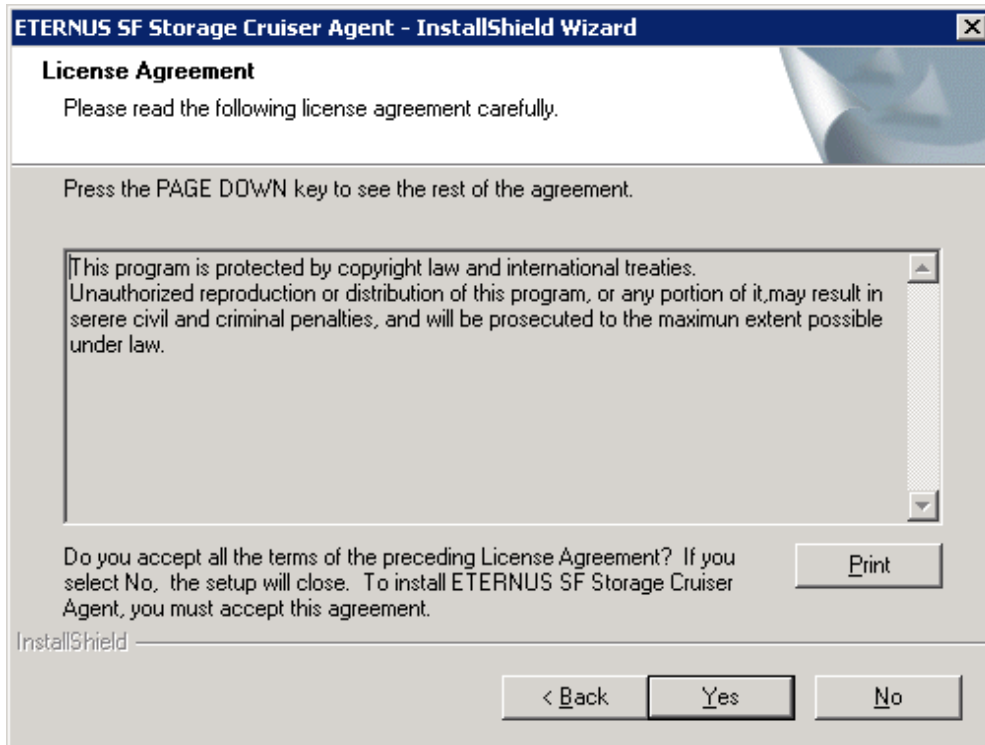 ETERNUS SF Storage Cruiser Agent - InstallShield Wizard
License Agreement
Please read the following license agreement carefully.
Press the PAGE DOWN key to see the rest of the agreement.
This program is protected by copyright law and international treaties.
Unauthorized reproduction or distribution of this program, or any portion of it,may result in
serere civil and criminal penalties, and will be prosecuted to the maximun extent possible
under law.
Do you accept all the terms of the preceding License Agreement?  If you
select No,  the setup will close.  To install ETERNUS SF Storage Cruiser
Agent, you must accept this agreement.
Print
InstallShield
< Back
Yes
No